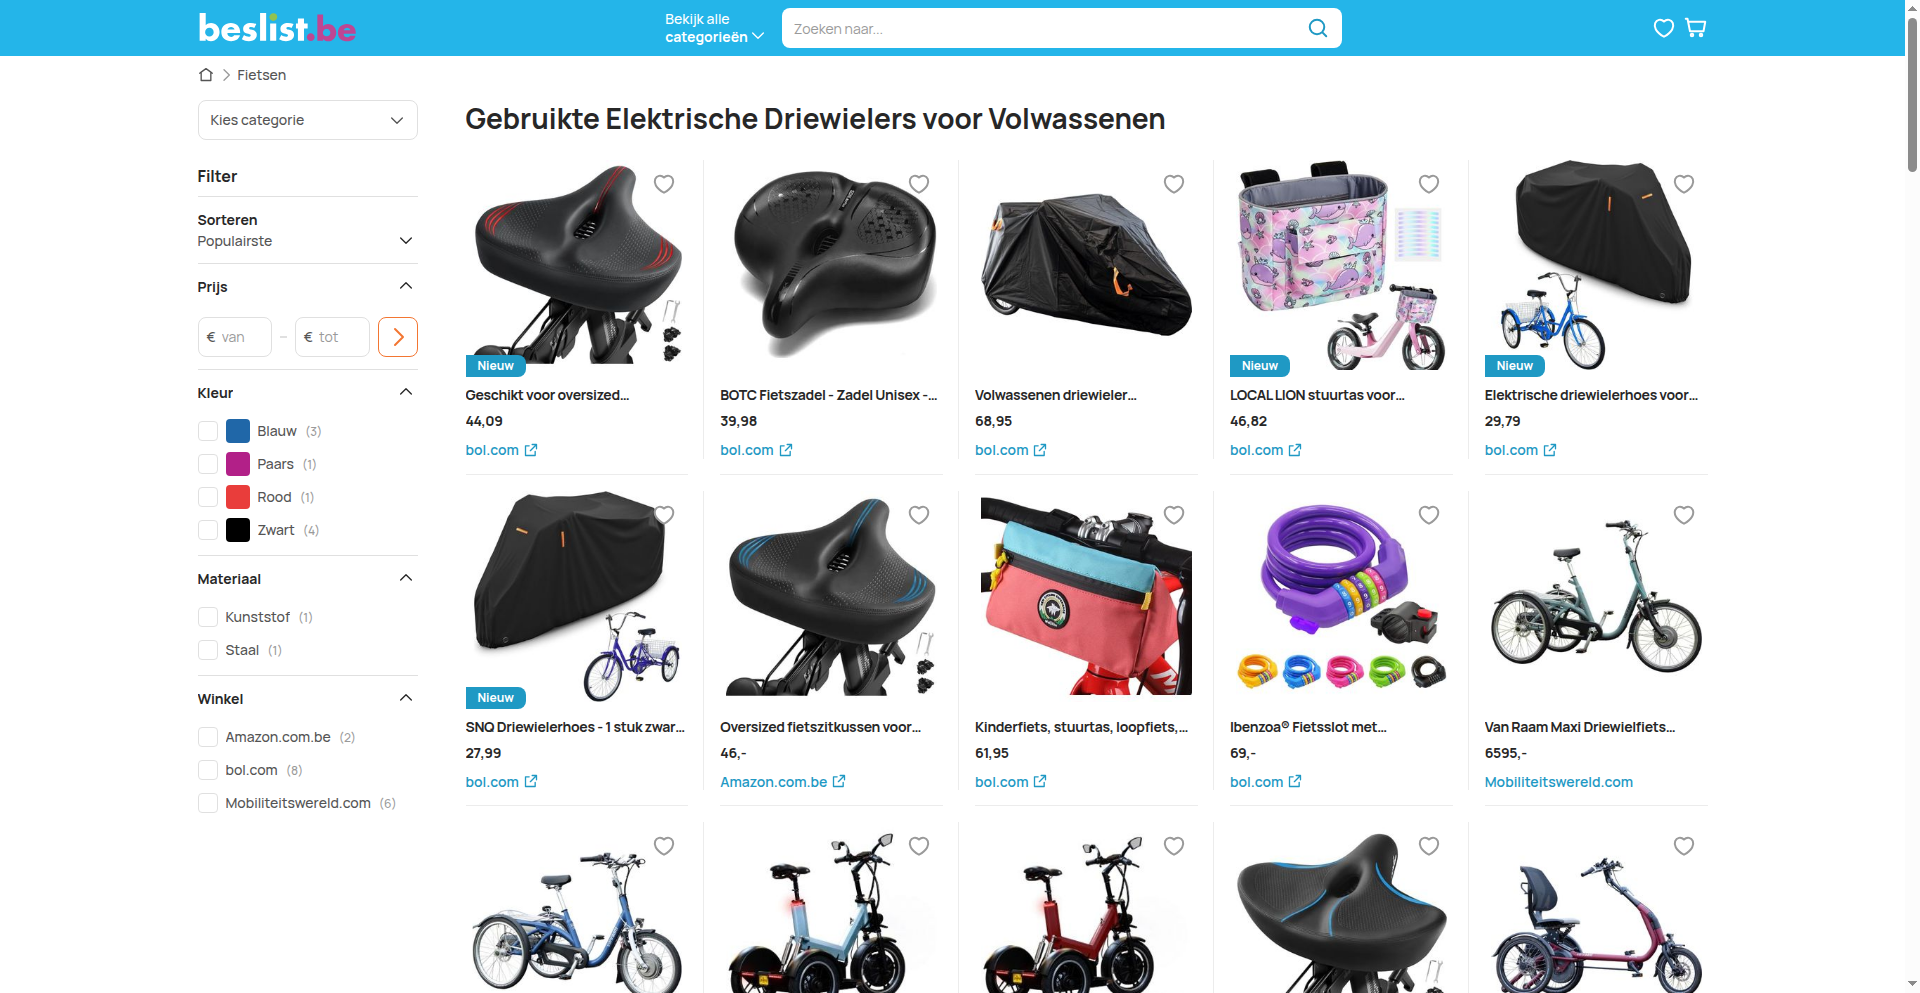 beslist.be
Bekijk alle
categorieën
Zoeken naar...
Fietsen
Kies categorie
Gebruikte Elektrische Driewielers voor Volwassenen
Filter
Sorteren
Populairste
Prijs
€ van
–
€ tot
Kleur
Blauw (3)
Paars (1)
Rood (1)
Zwart (4)
Materiaal
Kunststof (1)
Staal (1)
Winkel
Amazon.com.be (2)
bol.com (8)
Mobiliteitswereld.com (6)
Nieuw
Geschikt voor oversized...
44,09
bol.com
BOTC Fietszadel - Zadel Unisex -...
39,98
bol.com
Volwassenen driewieler...
68,95
bol.com
Nieuw
LOCAL LION stuurtas voor...
46,82
bol.com
Nieuw
Elektrische driewielerhoes voor...
29,79
bol.com
Nieuw
SNQ Driewielerhoes - 1 stuk zwar...
27,99
bol.com
Oversized fietszitkussen voor...
46,-
Amazon.com.be
Kinderfiets, stuurtas, loopfiets,...
61,95
bol.com
Ibenzoa® Fietsslot met...
69,-
bol.com
Van Raam Maxi Driewielfiets...
6595,-
Mobiliteitswereld.com